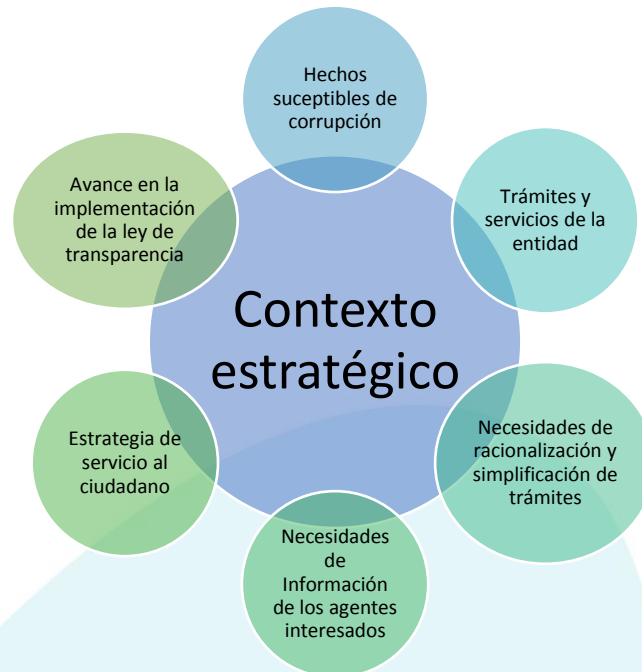 Hechos
suceptibles de
corrupción
Trámites y
servicios de la
entidad
Necesidades de
racionalización y
simplificación de
trámites
Necesidades
de
Información
de los agentes
interesados
Estrategia de
servicio al
ciudadano
Avance en la
implementación
de la ley de
transparencia
Contexto
estratégico